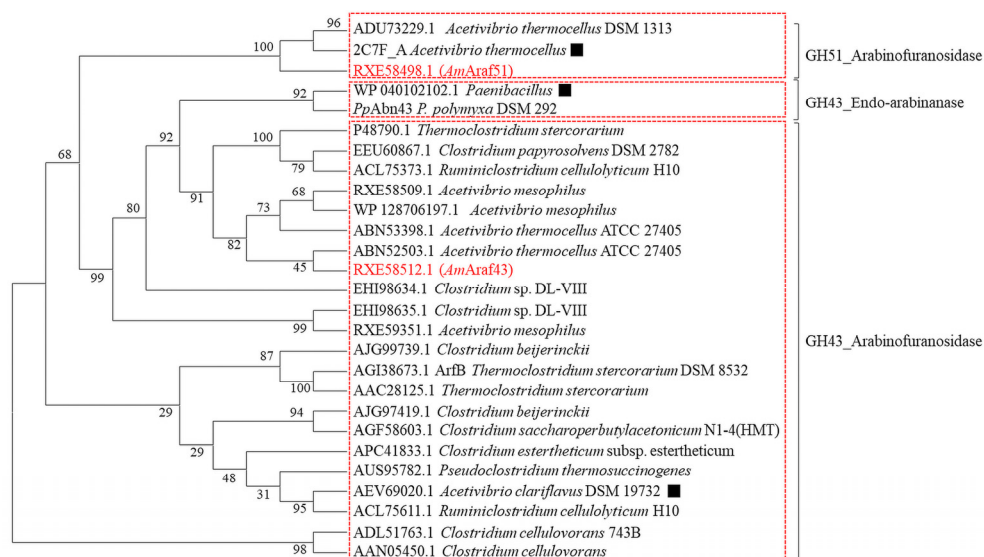 96
ADU73229.1 Acetivibrio thermocellus DSM 1313
100
2C7F_A Acetivibrio thermocellus
GH51_Arabinofuranosidase
RXE58498.1 (AmAraf51)
92
WP 040102102.1 Paenibacillus
GH43_Endo-arabinanase
PpAbn43 P. polymyxa DSM 292
92
100
P48790.1 Thermoclostridium stercorarium
EEU60867.1 Clostridium papyrosolvens DSM 2782
68
79
ACL75373.1 Ruminiclostridium cellulolyticum H10
91
68
RXE58509.1 Acetivibrio mesophilus
80
73
WP 128706197.1 Acetivibrio mesophilus
ABN53398.1 Acetivibrio thermocellus ATCC 27405
82
ABN52503.1 Acetivibrio thermocellus ATCC 27405
45
RXE58512.1 (AmAraf43)
99
EHI98634.1 Clostridium sp. DL-VIII
EHI98635.1 Clostridium sp. DL-VIII
99
RXE59351.1 Acetivibrio mesophilus
GH43_Arabinofuranosidase
87
AJG99739.1 Clostridium beijerinckii
AGI38673.1 ArfB Thermoclostridium stercorarium DSM 8532
100
AAC28125.1 Thermoclostridium stercorarium
29
94
AJG97419.1 Clostridium beijerinckii
AGF58603.1 Clostridium saccharoperbutylacetonicum N1-4(HMT)
29
APC41833.1 Clostridium estertheticum subsp. estertheticum
48
AUS95782.1 Pseudoclostridium thermosuccinogenes
31
AEV69020.1 Acetivibrio clariflavus DSM 19732
95
ACL75611.1 Ruminiclostridium cellulolyticum H10
ADL51763.1 Clostridium cellulovorans 743B
98
AAN05450.1 Clostridium cellulovorans